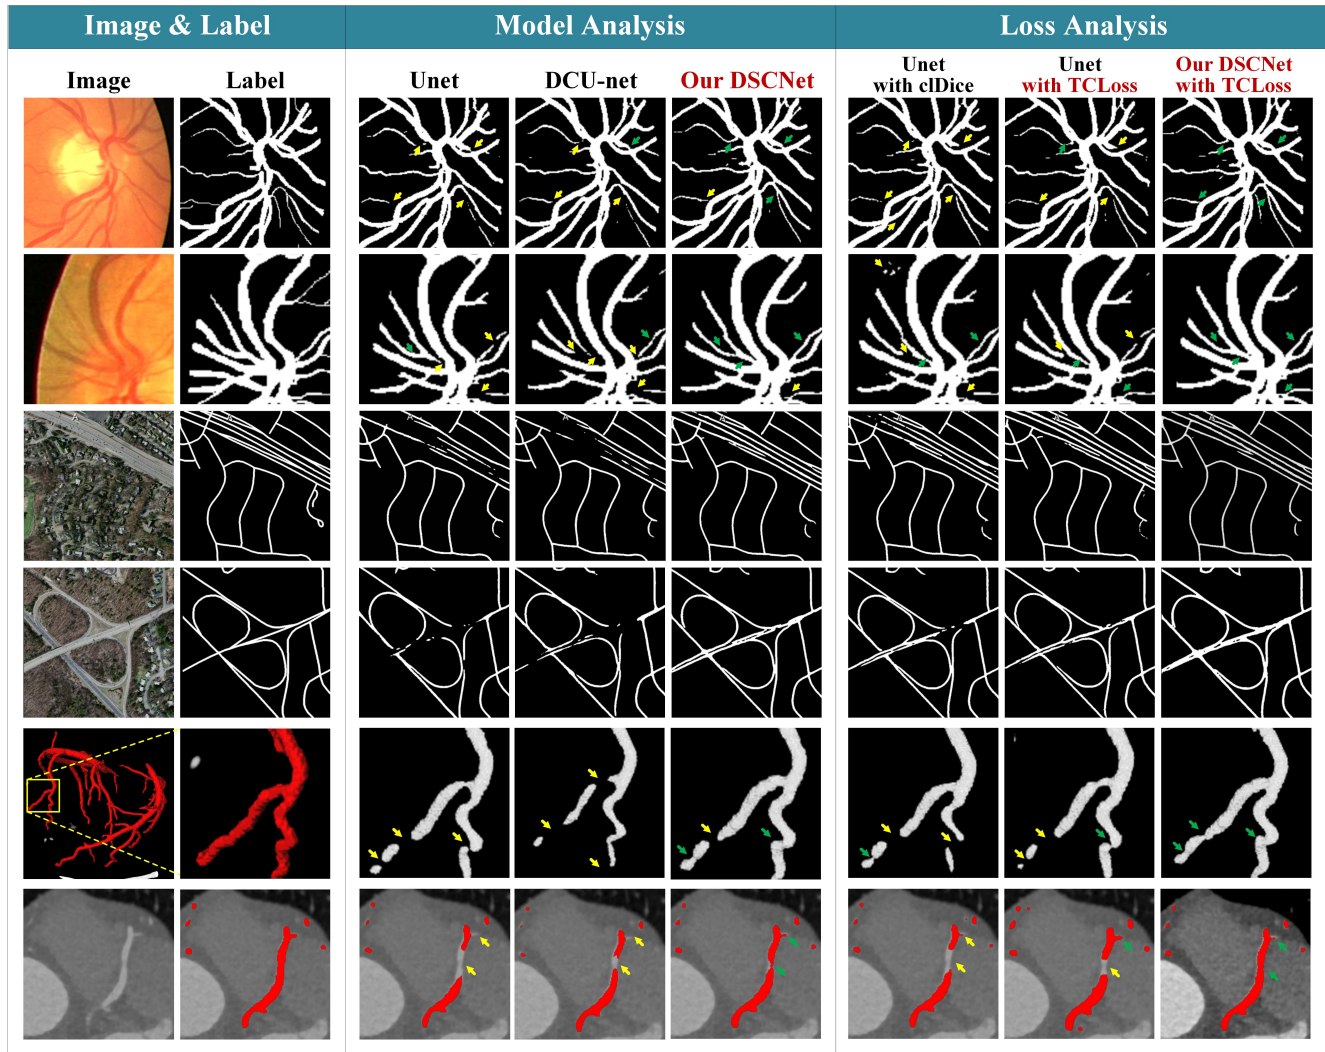 Image & Label
Model Analysis
Loss Analysis
Image
Label
Unet
DCU-net
Our DSCNet
Unet
with clDice
Unet
with TCLoss
Our DSCNet
with TCLoss